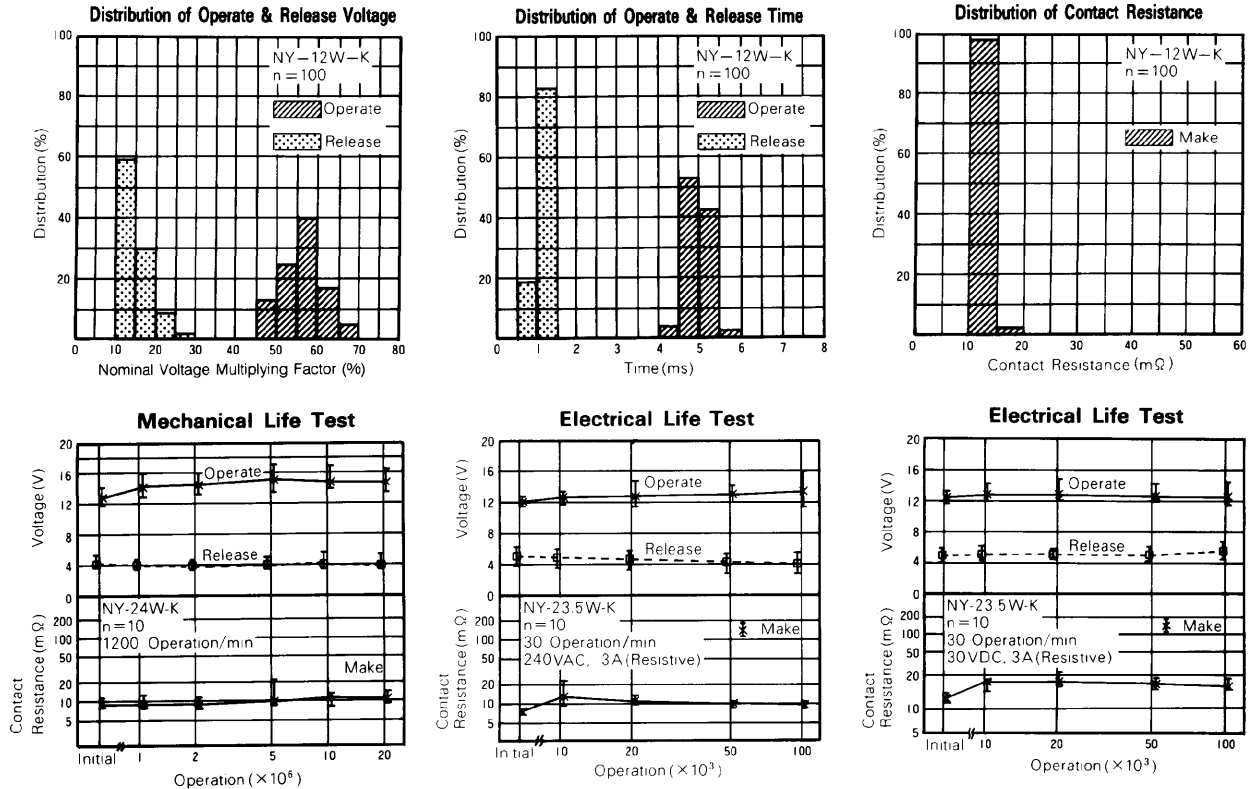 Distribution of Operate & Release Voltage
Distribution (%)
100
80
60
40
20
NY-12W-K
n=100
Operate
Release
0 10 20 30 40 50 60 70 80
Nominal Voltage Multiplying Factor (%)
Distribution of Operate & Release Time
Distribution (%)
100
80
60
40
20
NY-12W-K
n=100
Operate
Release
0 1 2 3 4 5 6 7 8
Time (ms)
Distribution of Contact Resistance
Distribution (%)
100
80
60
40
20
NY-12W-K
n=100
Make
0 10 20 30 40 50 60
Contact Resistance (mΩ)
Mechanical Life Test
Voltage (V)
20
16
12
8
4
0
Operate
Release
Contact
Resistance (mΩ)
200
100
50
20
10
5
NY-24W-K
n=10
1200 Operation/min
Make
Initial 1 2 5 10 20
Operation (×10⁶)
Electrical Life Test
Voltage (V)
20
16
12
8
4
0
Operate
Release
Contact
Resistance (mΩ)
200
100
50
20
10
5
NY-23.5W-K
n=10
30 Operation/min
240VAC, 3A (Resistive)
Make
Initial 10 20 50 100
Operation (×10³)
Electrical Life Test
Voltage (V)
20
16
12
8
4
0
Operate
Release
Contact
Resistance (mΩ)
200
100
50
20
10
5
NY-23.5W-K
n=10
30 Operation/min
30VDC, 3A (Resistive)
Make
Initial 10 20 50 100
Operation (×10³)